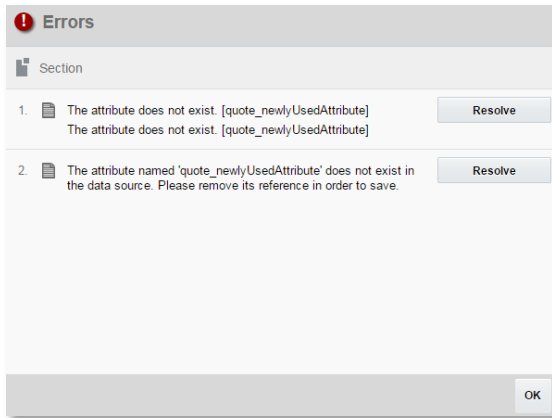 Errors
Section
1. The attribute does not exist. [quote_newlyUsedAttribute]
The attribute does not exist. [quote_newlyUsedAttribute]
Resolve
2. The attribute named 'quote_newlyUsedAttribute' does not exist in
the data source. Please remove its reference in order to save.
Resolve
OK